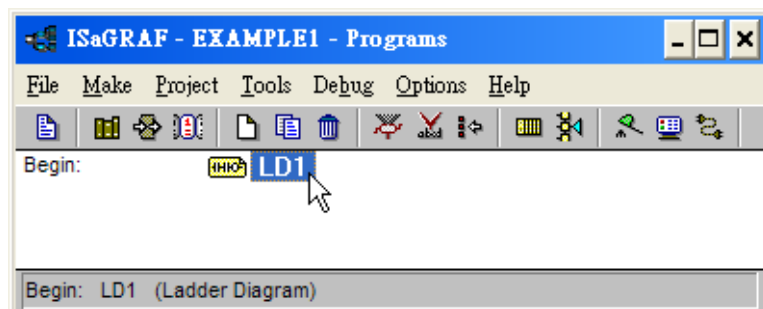 ISaGRAF - EXAMPLE1 - Programs
File Make Project Tools Debug Options Help
Begin: LD1
Begin: LD1 (Ladder Diagram)